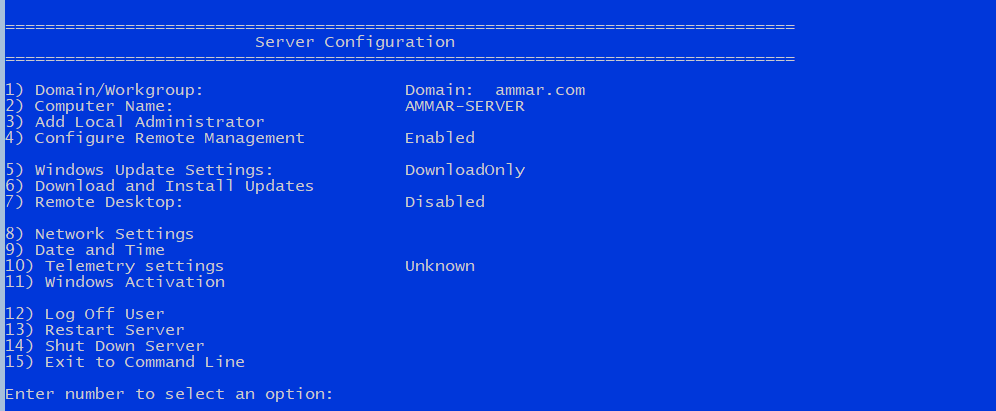 ===============================================================================
                         Server Configuration
===============================================================================
1) Domain/Workgroup:                    Domain:  ammar.com
2) Computer Name:                       AMMAR-SERVER
3) Add Local Administrator
4) Configure Remote Management          Enabled
5) Windows Update Settings:             DownloadOnly
6) Download and Install Updates
7) Remote Desktop:                      Disabled
8) Network Settings
9) Date and Time
10) Telemetry settings                  Unknown
11) Windows Activation
12) Log Off User
13) Restart Server
14) Shut Down Server
15) Exit to Command Line
Enter number to select an option: